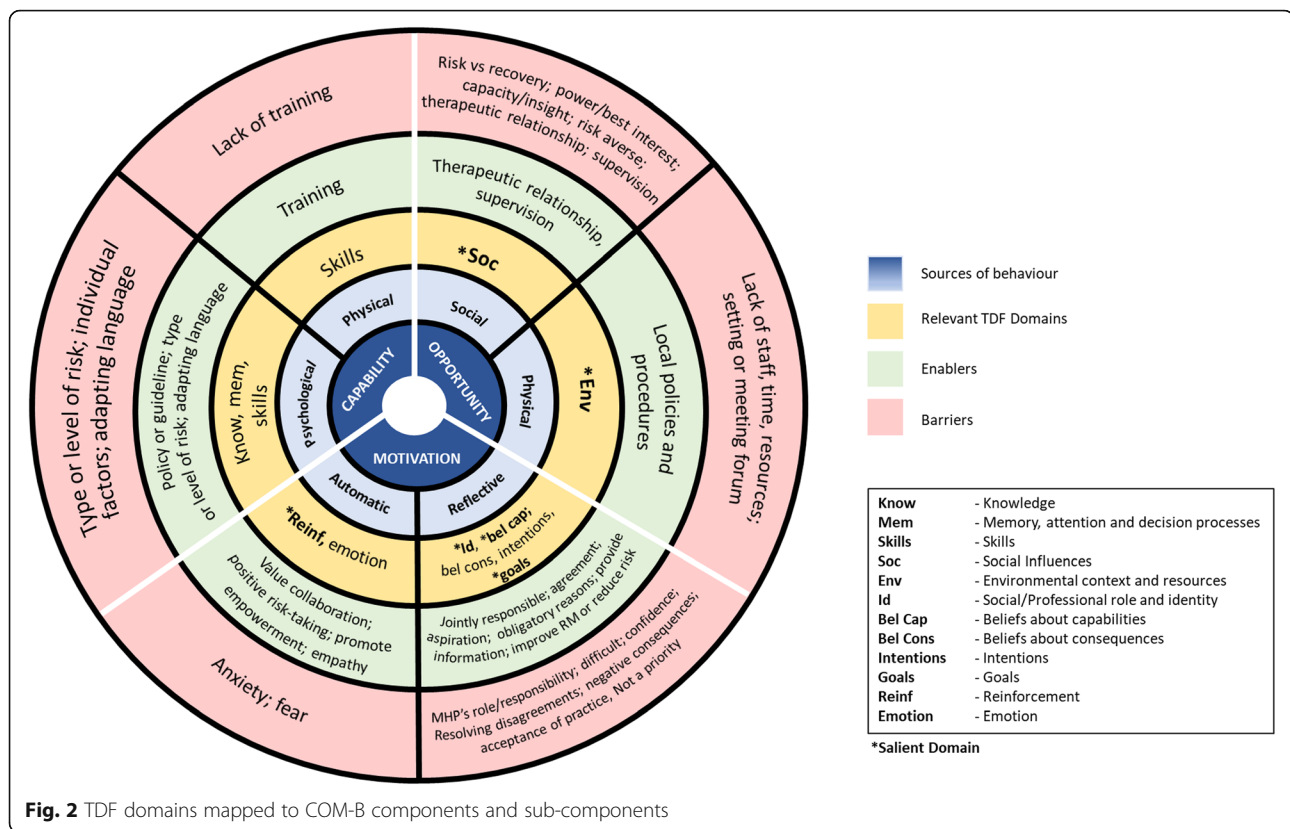 Lack of training
Risk vs recovery; power/best interest;
capacity/insight; risk averse;
therapeutic relationship; supervision
Training
Therapeutic relationship,
supervision
Skills
*Soc
Physical
Social
Type or level of risk; individual
factors; adapting language
Policy or guideline; type
or level of risk; adapting language
Know, mem,
skills
Psychological
CAPABILITY
OPPORTUNITY
MOTIVATION
Physical
*Env
Local policies and
procedures
Lack of staff, time, resources;
setting or meeting forum
Automatic
Reflective
*Reinf, emotion
*Id, *bel cap;
bel cons, intentions,
*goals
Value collaboration;
positive risk-taking; promote
empowerment; empathy
Jointly responsible; agreement;
aspiration; obligatory reasons; provide
information; improve RM or reduce risk
Anxiety; fear
MHP's role/responsibility; difficult; confidence;
Resolving disagreements; negative consequences;
acceptance of practice, Not a priority
Sources of behaviour
Relevant TDF Domains
Enablers
Barriers
Know - Knowledge
Mem - Memory, attention and decision processes
Skills - Skills
Soc - Social Influences
Env - Environmental context and resources
Id - Social/Professional role and identity
Bel Cap - Beliefs about capabilities
Bel Cons - Beliefs about consequences
Intentions - Intentions
Goals - Goals
Reinf - Reinforcement
Emotion - Emotion
*Salient Domain
Fig. 2 TDF domains mapped to COM-B components and sub-components